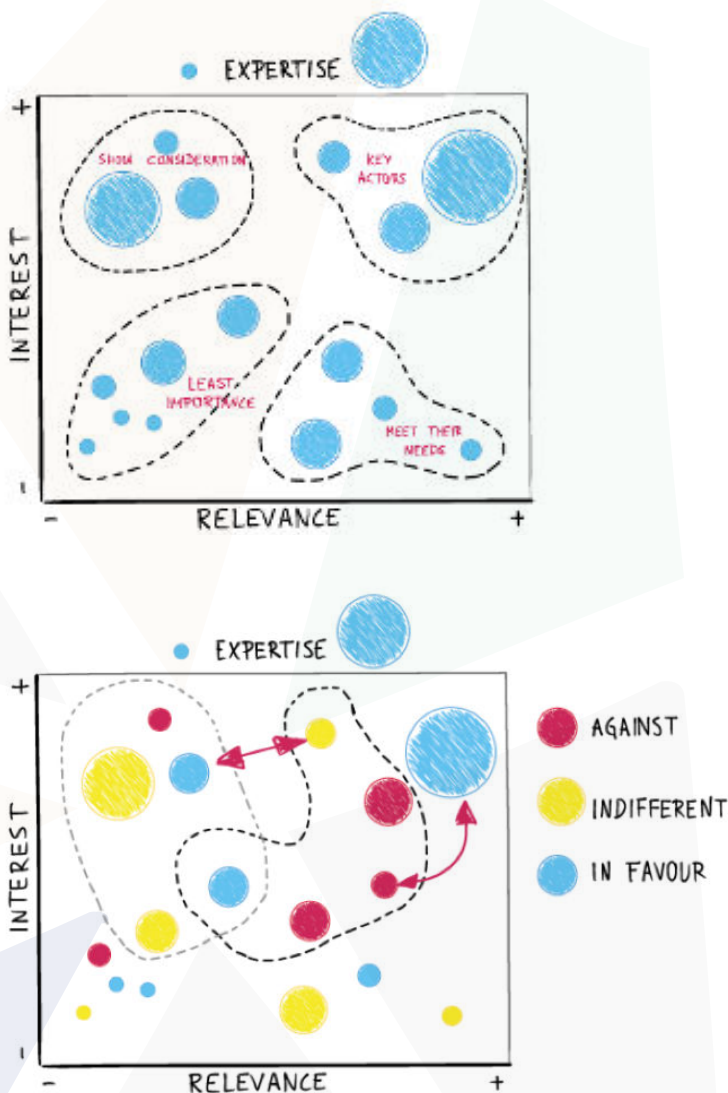 EXPERTISE
+
SHOW CONSIDERATION
KEY
ACTORS
INTEREST
LEAST
IMPORTANCE
MEET THEIR
NEEDS
-
- RELEVANCE +
EXPERTISE
+
AGAINST
INDIFFERENT
IN FAVOUR
INTEREST
-
- RELEVANCE +